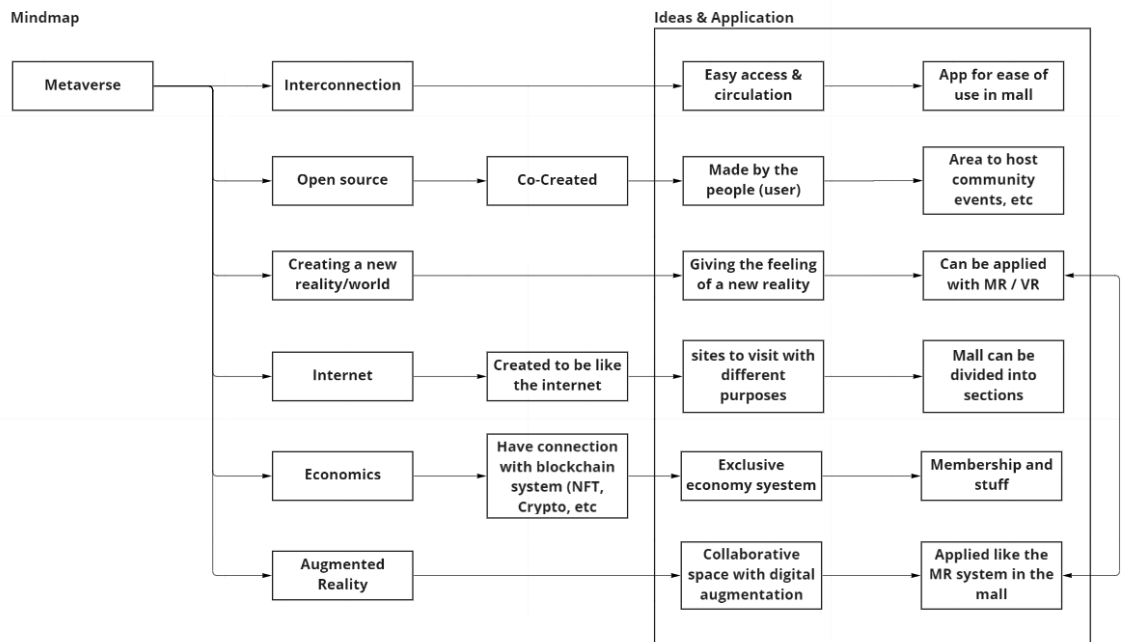 Mindmap
Ideas & Application
Metaverse
Interconnection
Easy access &
circulation
App for ease of
use in mall
Open source
Co-Created
Made by the
people (user)
Area to host
community
events, etc
Creating a new
reality/world
Giving the feeling
of a new reality
Can be applied
with MR / VR
Internet
Created to be like
the internet
sites to visit with
different
purposes
Mall can be
divided into
sections
Economics
Have connection
with blockchain
system (NFT,
Crypto, etc
Exclusive
economy syestem
Membership and
stuff
Augmented
Reality
Collaborative
space with digital
augmentation
Applied like the
MR system in the
mall